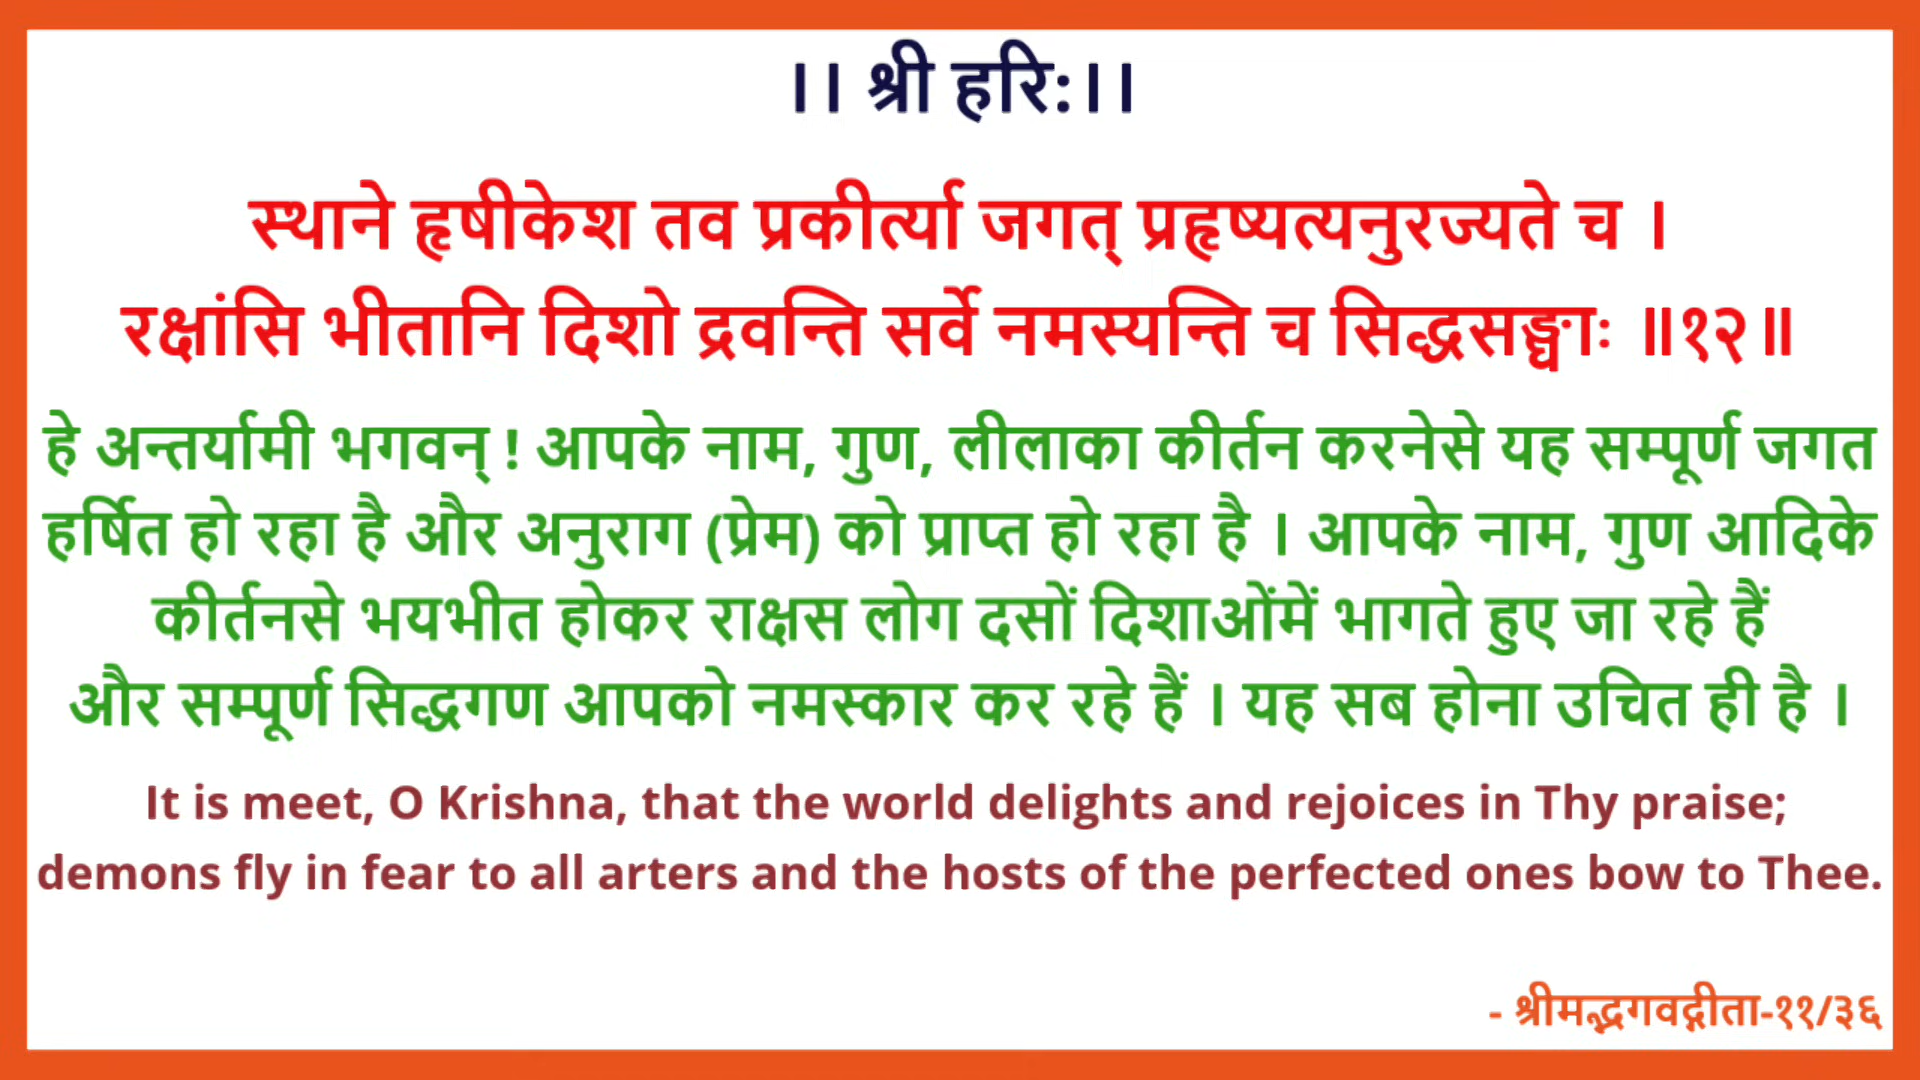 ।। श्री हरि:।।
स्थाने हृषीकेश तव प्रकीर्त्या जगत् प्रहृष्यत्यनुरज्यते च ।
रक्षांसि भीतानि दिशो द्रवन्ति सर्वे नमस्यन्ति च सिद्धसङ्घाः ॥१२॥
हे अन्तर्यामी भगवन् ! आपके नाम, गुण, लीलाका कीर्तन करनेसे यह सम्पूर्ण जगत
हर्षित हो रहा है और अनुराग (प्रेम) को प्राप्त हो रहा है । आपके नाम, गुण आदिके
कीर्तनसे भयभीत होकर राक्षस लोग दसों दिशाओंमें भागते हुए जा रहे हैं
और सम्पूर्ण सिद्धगण आपको नमस्कार कर रहे हैं । यह सब होना उचित ही है ।
It is meet, O Krishna, that the world delights and rejoices in Thy praise;
demons fly in fear to all arters and the hosts of the perfected ones bow to Thee.
- श्रीमद्भगवद्गीता-११/३६